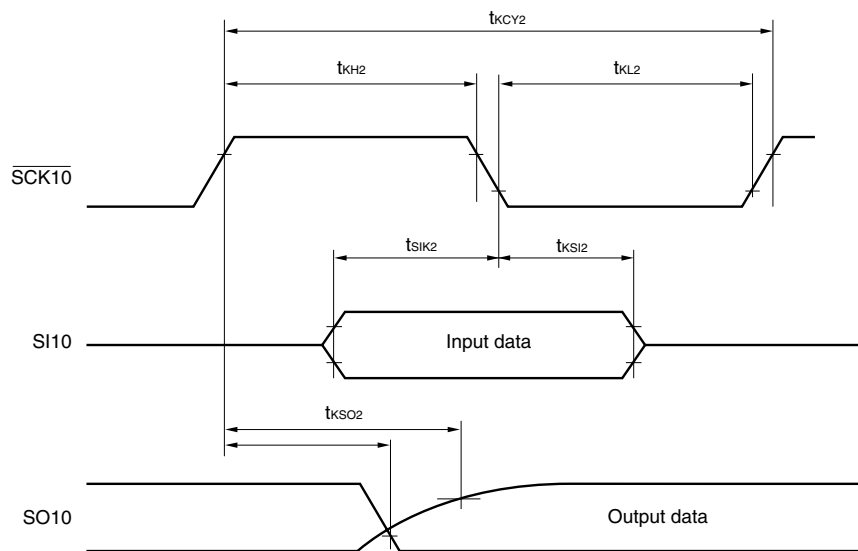 tKCY2
tKH2
tKL2
SCK10
tSIK2
tKSI2
SI10
Input data
tKSO2
SO10
Output data